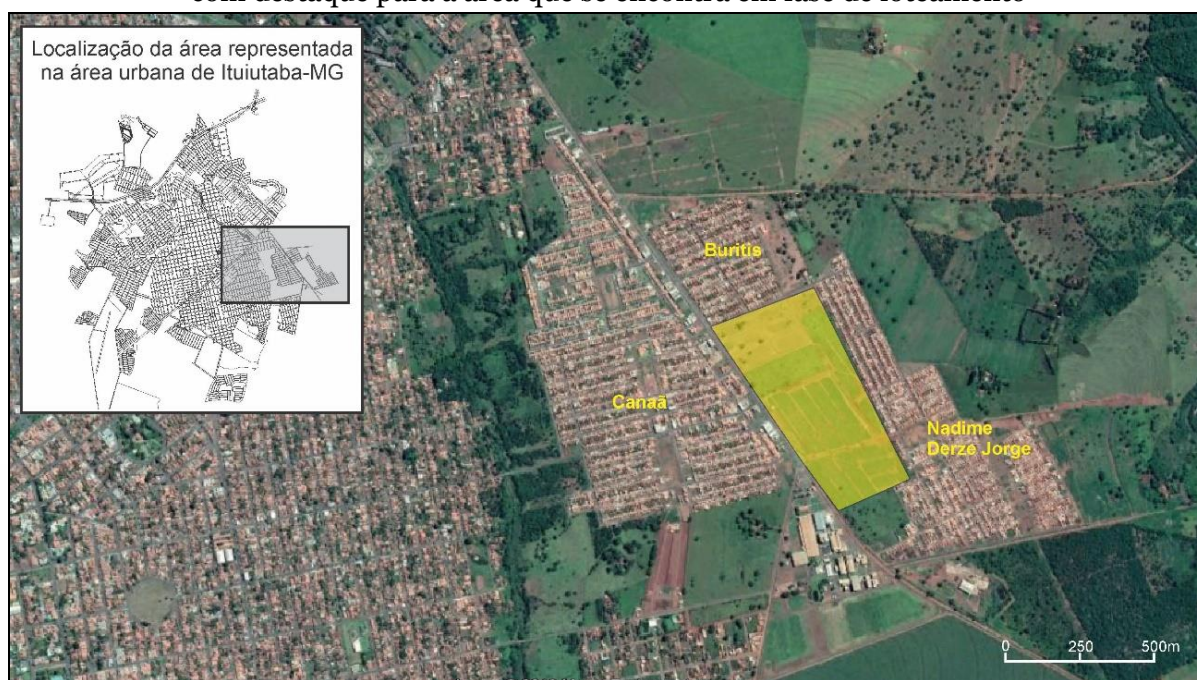 com destaque para a área que se encontra em fase de loteamento
Localização da área representada
na área urbana de Ituiutaba-MG
Buritis
Canaã
Nadime
Derze Jorge
0 250 500m